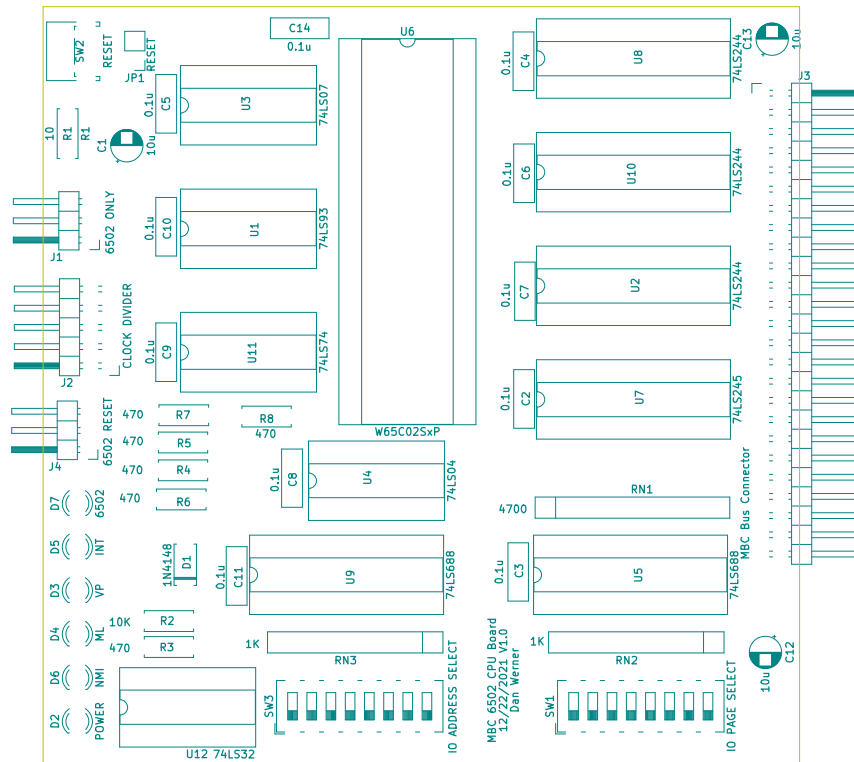 C14
0.1u
U6
SW2
RESET
RESET
JP1
C13
10u
C4
0.1u
U8
74LS244
J3
C5
0.1u
U3
74LS07
10
R1
R1
C1
10u
C6
0.1u
U10
74LS244
J1
6502 ONLY
C10
0.1u
U1
74LS93
C7
0.1u
U2
74LS244
J2
CLOCK DIVIDER
C9
0.1u
U11
74LS74
C2
0.1u
U7
74LS245
J4
6502 RESET
470
R7
R8
470
W65C02SxP
470
R5
470
R4
470
R6
C8
0.1u
U4
74LS04
4700
RN1
MBC Bus Connector
D7
6502
D5
INT
1N4148
D1
C11
0.1u
U9
74LS688
C3
0.1u
U5
74LS688
D3
VP
10K
R2
D4
ML
470
R3
1K
RN3
1K
RN2
C12
10u
D6
NMI
D2
POWER
U12 74LS32
SW3
IO ADDRESS SELECT
MBC 6502 CPU Board
12/22/2021 V1.0
Dan Werner
SW1
IO PAGE SELECT